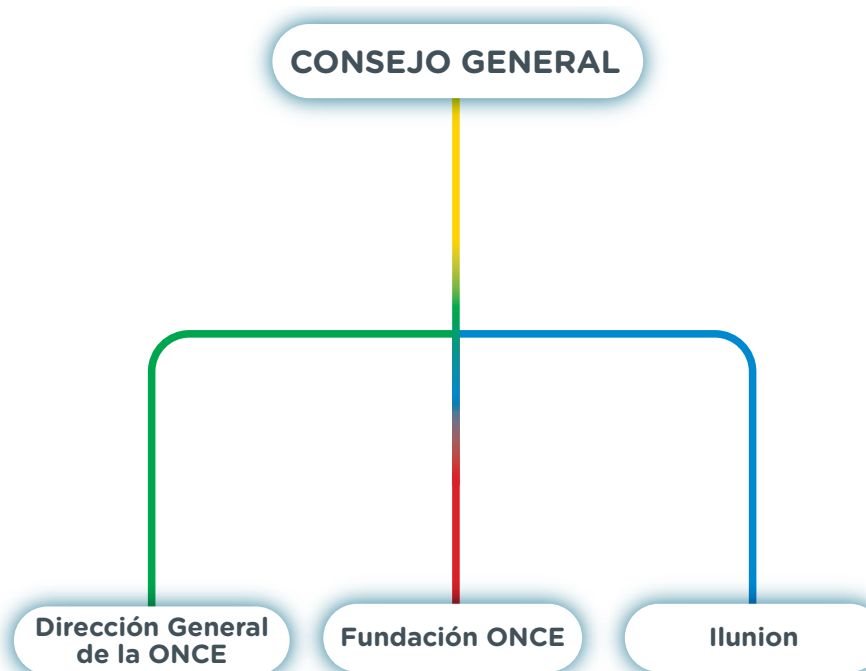 CONSEJO GENERAL
Dirección General
de la ONCE
Fundación ONCE
Ilunion